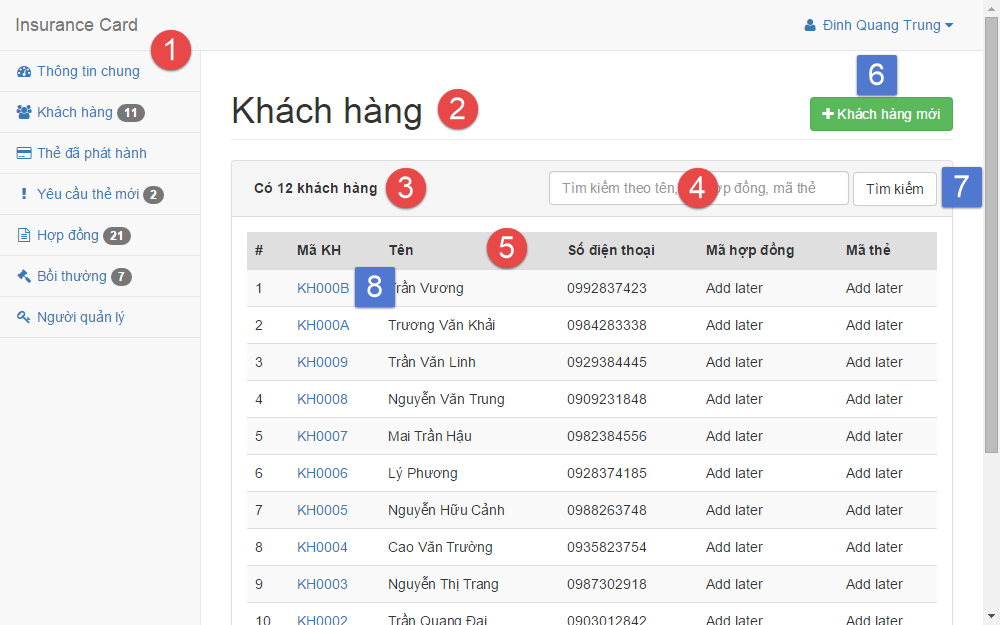 Insurance Card
Đinh Quang Trung
1
Thông tin chung
Khách hàng 11
Thẻ đã phát hành
Yêu cầu thẻ mới 2
Hợp đồng 21
Bồi thường 7
Người quản lý
6
Khách hàng 2
Khách hàng mới
Có 12 khách hàng 3
Tìm kiếm theo tên, 4 hợp đồng, mã thẻ
Tìm kiếm 7
# Mã KH Tên 5 Số điện thoại Mã hợp đồng Mã thẻ
1 KH000B 8 Trần Vương 0992837423 Add later Add later
2 KH000A Trương Văn Khải 0984283338 Add later Add later
3 KH0009 Trần Văn Linh 0929384445 Add later Add later
4 KH0008 Nguyễn Văn Trung 0909231848 Add later Add later
5 KH0007 Mai Trần Hậu 0982384556 Add later Add later
6 KH0006 Lý Phương 0928374185 Add later Add later
7 KH0005 Nguyễn Hữu Cảnh 0988263748 Add later Add later
8 KH0004 Cao Văn Trường 0935823754 Add later Add later
9 KH0003 Nguyễn Thị Trang 0987302918 Add later Add later
10 KH0002 Trần Quang Đại 0903012842 Add later Add later